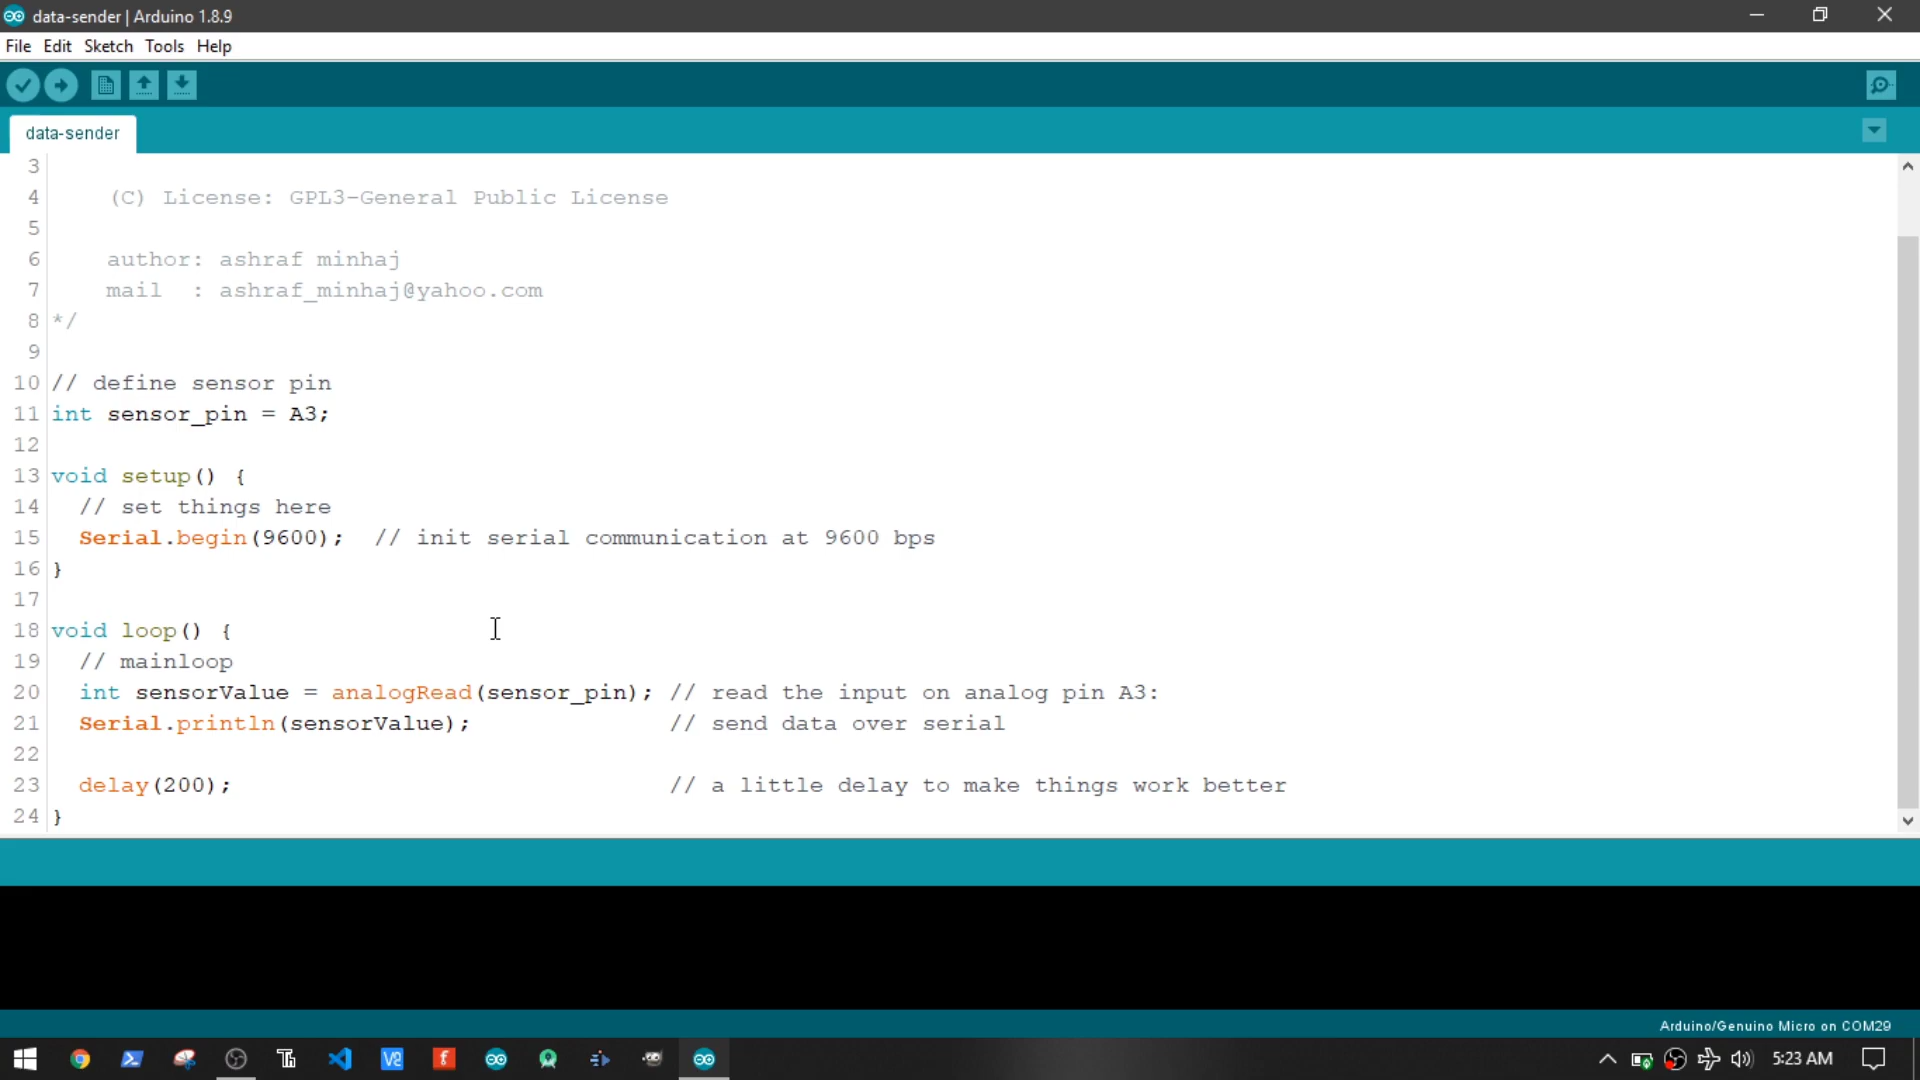 data-sender | Arduino 1.8.9
File Edit Sketch Tools Help
data-sender
3
4 (C) License: GPL3-General Public License
5
6 author: ashraf minhaj
7 mail : ashraf_minhaj@yahoo.com
8 */
9
10 // define sensor pin
11 int sensor_pin = A3;
12
13 void setup() {
14 // set things here
15 Serial.begin(9600); // init serial communication at 9600 bps
16 }
17
18 void loop() {
19 // mainloop
20 int sensorValue = analogRead(sensor_pin); // read the input on analog pin A3:
21 Serial.println(sensorValue); // send data over serial
22
23 delay(200); // a little delay to make things work better
24 }
Arduino/Genuino Micro on COM29
5:23 AM